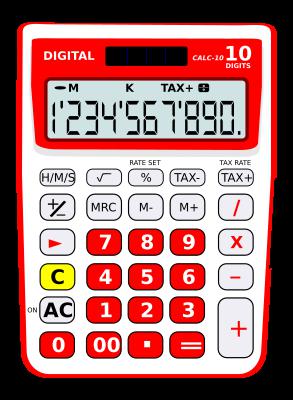 DIGITAL CALC-10 10
DIGITS
-M K TAX+
1'234'567'890.
RATE SET TAX RATE
H/M/S √ % TAX- TAX+
+/- MRC M- M+ /
► 7 8 9 x
C 4 5 6 −
ON AC 1 2 3 +
0 00 . =